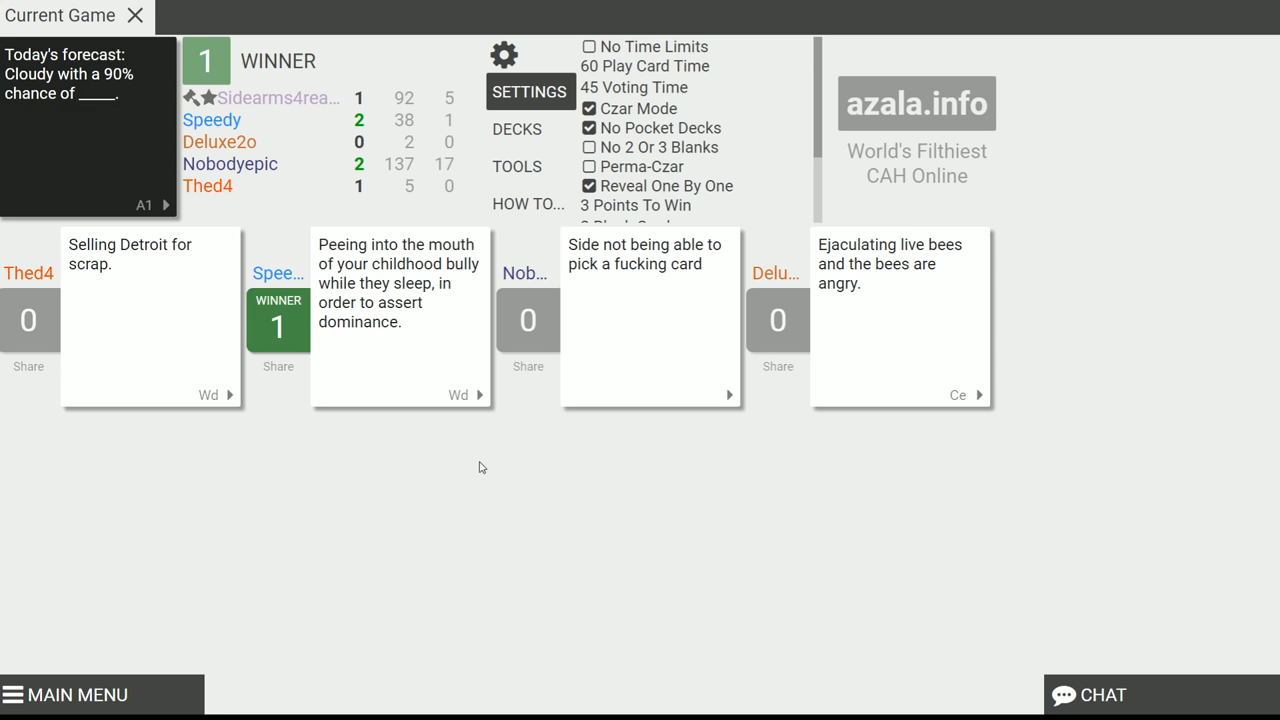 Current Game
Today's forecast:
Cloudy with a 90%
chance of _____.
A1
1 WINNER
Sidearms4rea... 1 92 5
Speedy 2 38 1
Deluxe2o 0 2 0
Nobodyepic 2 137 17
Thed4 1 5 0
SETTINGS
DECKS
TOOLS
HOW TO...
No Time Limits
60 Play Card Time
45 Voting Time
Czar Mode
No Pocket Decks
No 2 Or 3 Blanks
Perma-Czar
Reveal One By One
3 Points To Win
azala.info
World's Filthiest
CAH Online
Thed4
0
Share
Selling Detroit for
scrap.
Wd
Spee...
WINNER
1
Share
Peeing into the mouth
of your childhood bully
while they sleep, in
order to assert
dominance.
Wd
Nob...
0
Share
Side not being able to
pick a fucking card
Delu...
0
Share
Ejaculating live bees
and the bees are
angry.
Ce
MAIN MENU
CHAT